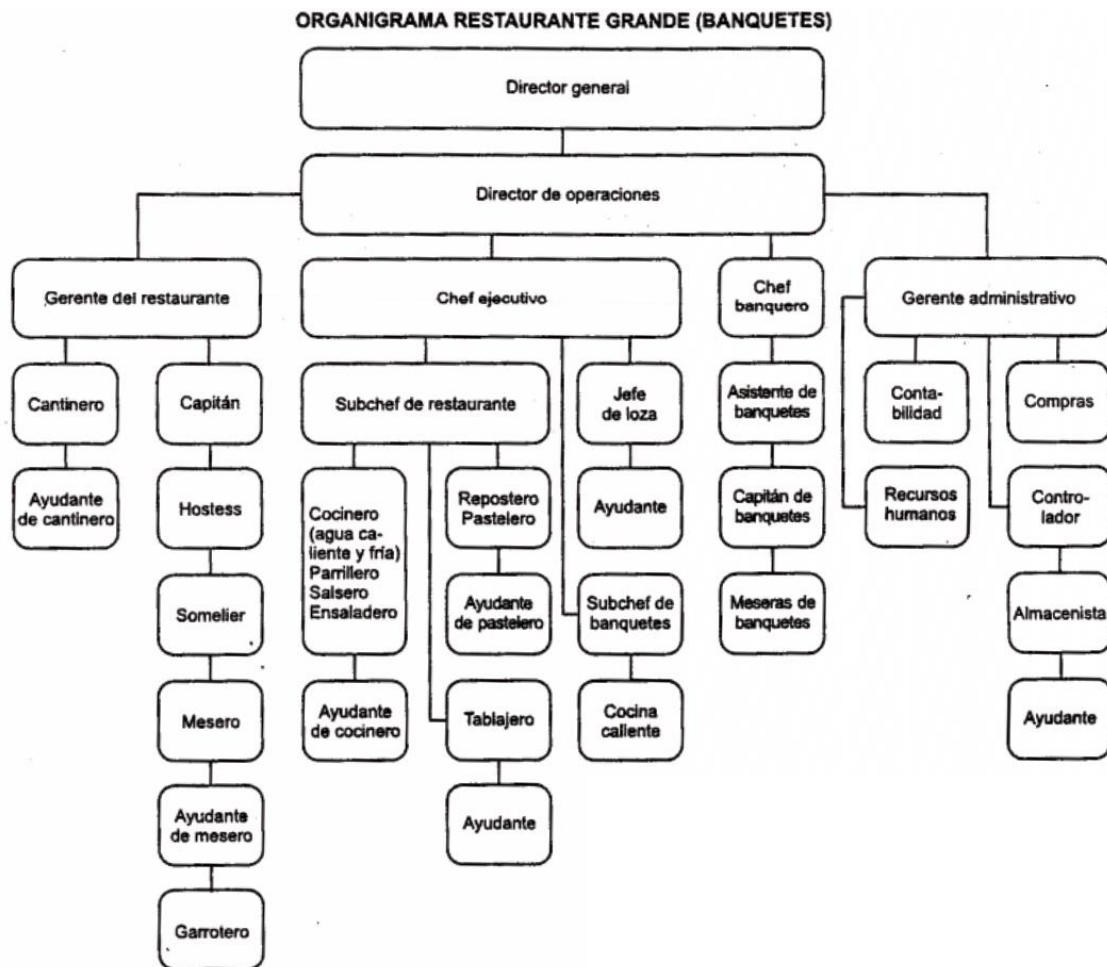 ORGANIGRAMA RESTAURANTE GRANDE (BANQUETES)
Director general
Director de operaciones
Gerente del restaurante
Chef ejecutivo
Chef
banquero
Gerente administrativo
Cantinero
Capitán
Subchef de restaurante
Jefe
de loza
Asistente de
banquetes
Conta-
bilidad
Compras
Ayudante
de cantinero
Hostess
Cocinero
(agua ca-
liente y fría)
Parrillero
Salsero
Ensaladero
Repostero
Pastelero
Ayudante
Capitán de
banquetes
Recursos
humanos
Contro-
lador
Somelier
Ayudante
de pastelero
Subchef de
banquetes
Meseras de
banquetes
Almacenista
Mesero
Ayudante
de cocinero
Tablajero
Cocina
caliente
Ayudante
Ayudante
de mesero
Ayudante
Garrotero